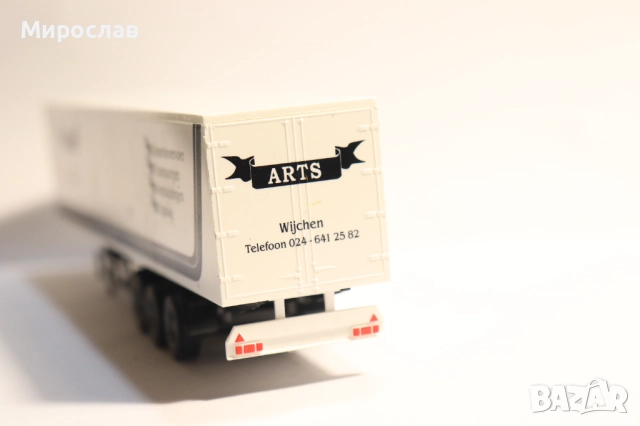 Мирослав
ARTS
Wijchen
Telefoon 024 - 641 25 82
BAZAR